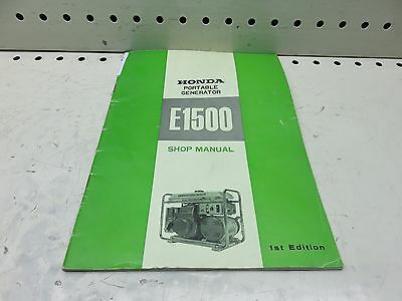 HONDA
PORTABLE
GENERATOR
E1500
SHOP MANUAL
1st Edition